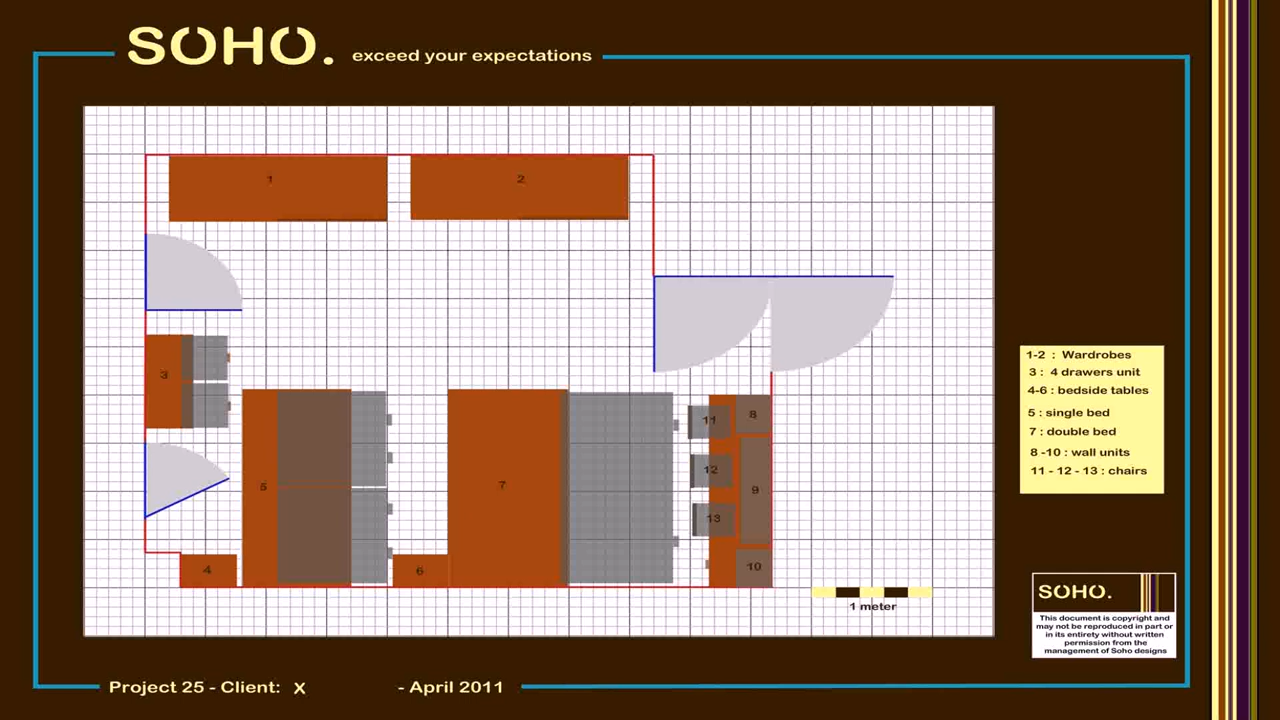 SOHO. exceed your expectations
1
2
3
4
5
6
7
8
9
10
11
12
13
1 meter
1-2 : Wardrobes
3 : 4 drawers unit
4-6 : bedside tables
5 : single bed
7 : double bed
8 -10 : wall units
11 - 12 - 13 : chairs
SOHO.
This document is copyright and
may not be reproduced in part or
in its entirety without written
permission from the
management of Soho designs
Project 25 - Client: X - April 2011